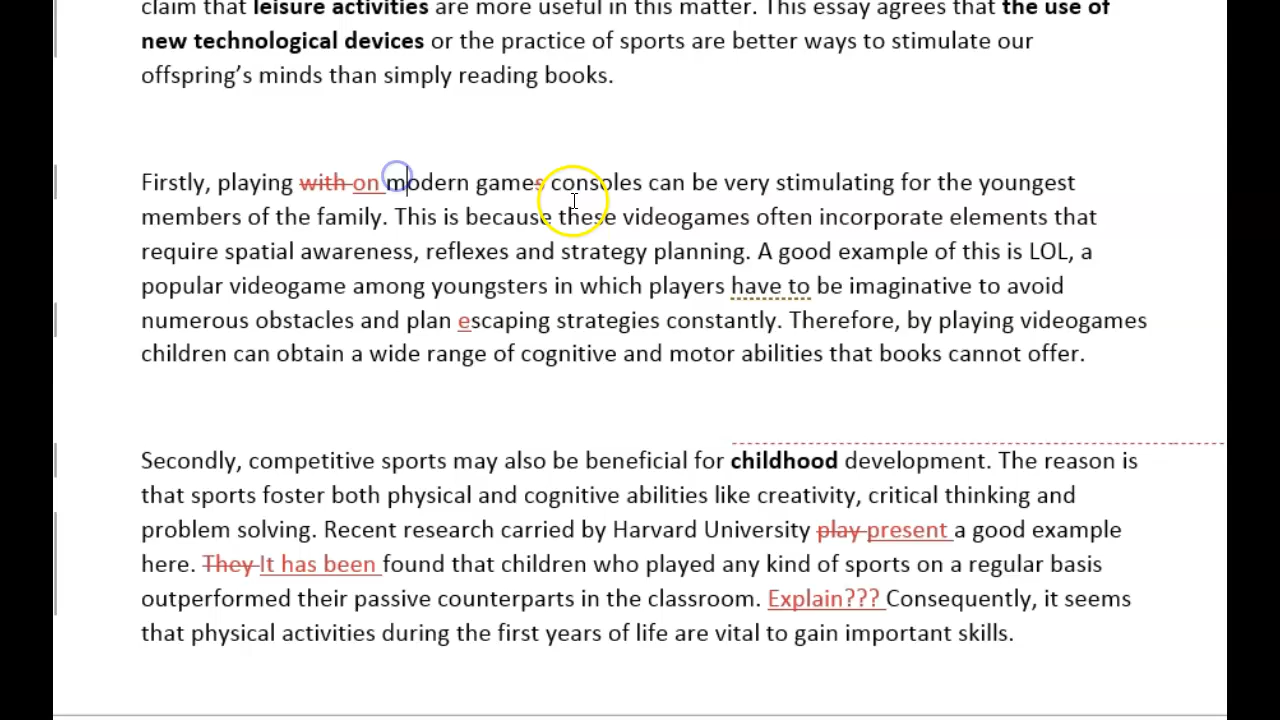 claim that leisure activities are more useful in this matter. This essay agrees that the use of
new technological devices or the practice of sports are better ways to stimulate our
offspring's minds than simply reading books.
Firstly, playing with on modern games consoles can be very stimulating for the youngest
members of the family. This is because these videogames often incorporate elements that
require spatial awareness, reflexes and strategy planning. A good example of this is LOL, a
popular videogame among youngsters in which players have to be imaginative to avoid
numerous obstacles and plan escaping strategies constantly. Therefore, by playing videogames
children can obtain a wide range of cognitive and motor abilities that books cannot offer.
Secondly, competitive sports may also be beneficial for childhood development. The reason is
that sports foster both physical and cognitive abilities like creativity, critical thinking and
problem solving. Recent research carried by Harvard University play present a good example
here. They It has been found that children who played any kind of sports on a regular basis
outperformed their passive counterparts in the classroom. Explain??? Consequently, it seems
that physical activities during the first years of life are vital to gain important skills.